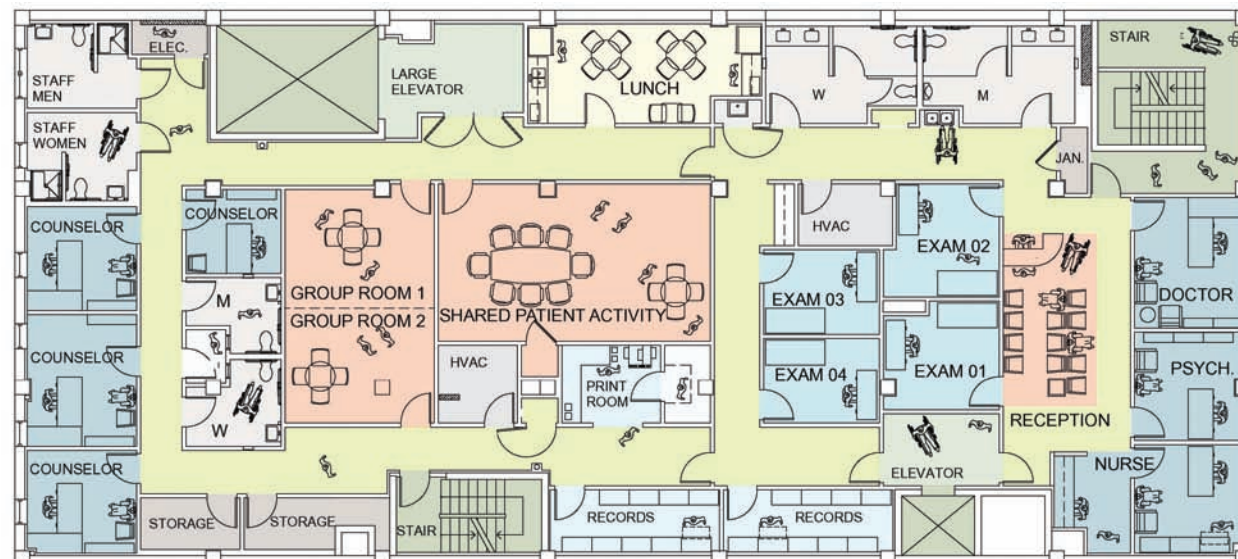 ELEC.
STAIR
STAFF
MEN
LARGE
ELEVATOR
LUNCH
W
M
STAFF
WOMEN
JAN.
COUNSELOR
COUNSELOR
HVAC
EXAM 02
GROUP ROOM 1
EXAM 03
DOCTOR
M
GROUP ROOM 2
SHARED PATIENT ACTIVITY
COUNSELOR
HVAC
PRINT
ROOM
EXAM 04
EXAM 01
PSYCH.
W
RECEPTION
COUNSELOR
ELEVATOR
NURSE
STORAGE
STORAGE
STAIR
RECORDS
RECORDS